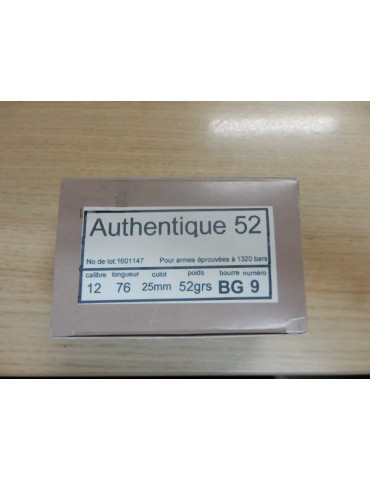 Authentique 52
No de lot:1601147 Pour armes éprouvées à 1320 bars
calibre longueur culot poids bourre numéro
12 76 25mm 52grs BG 9